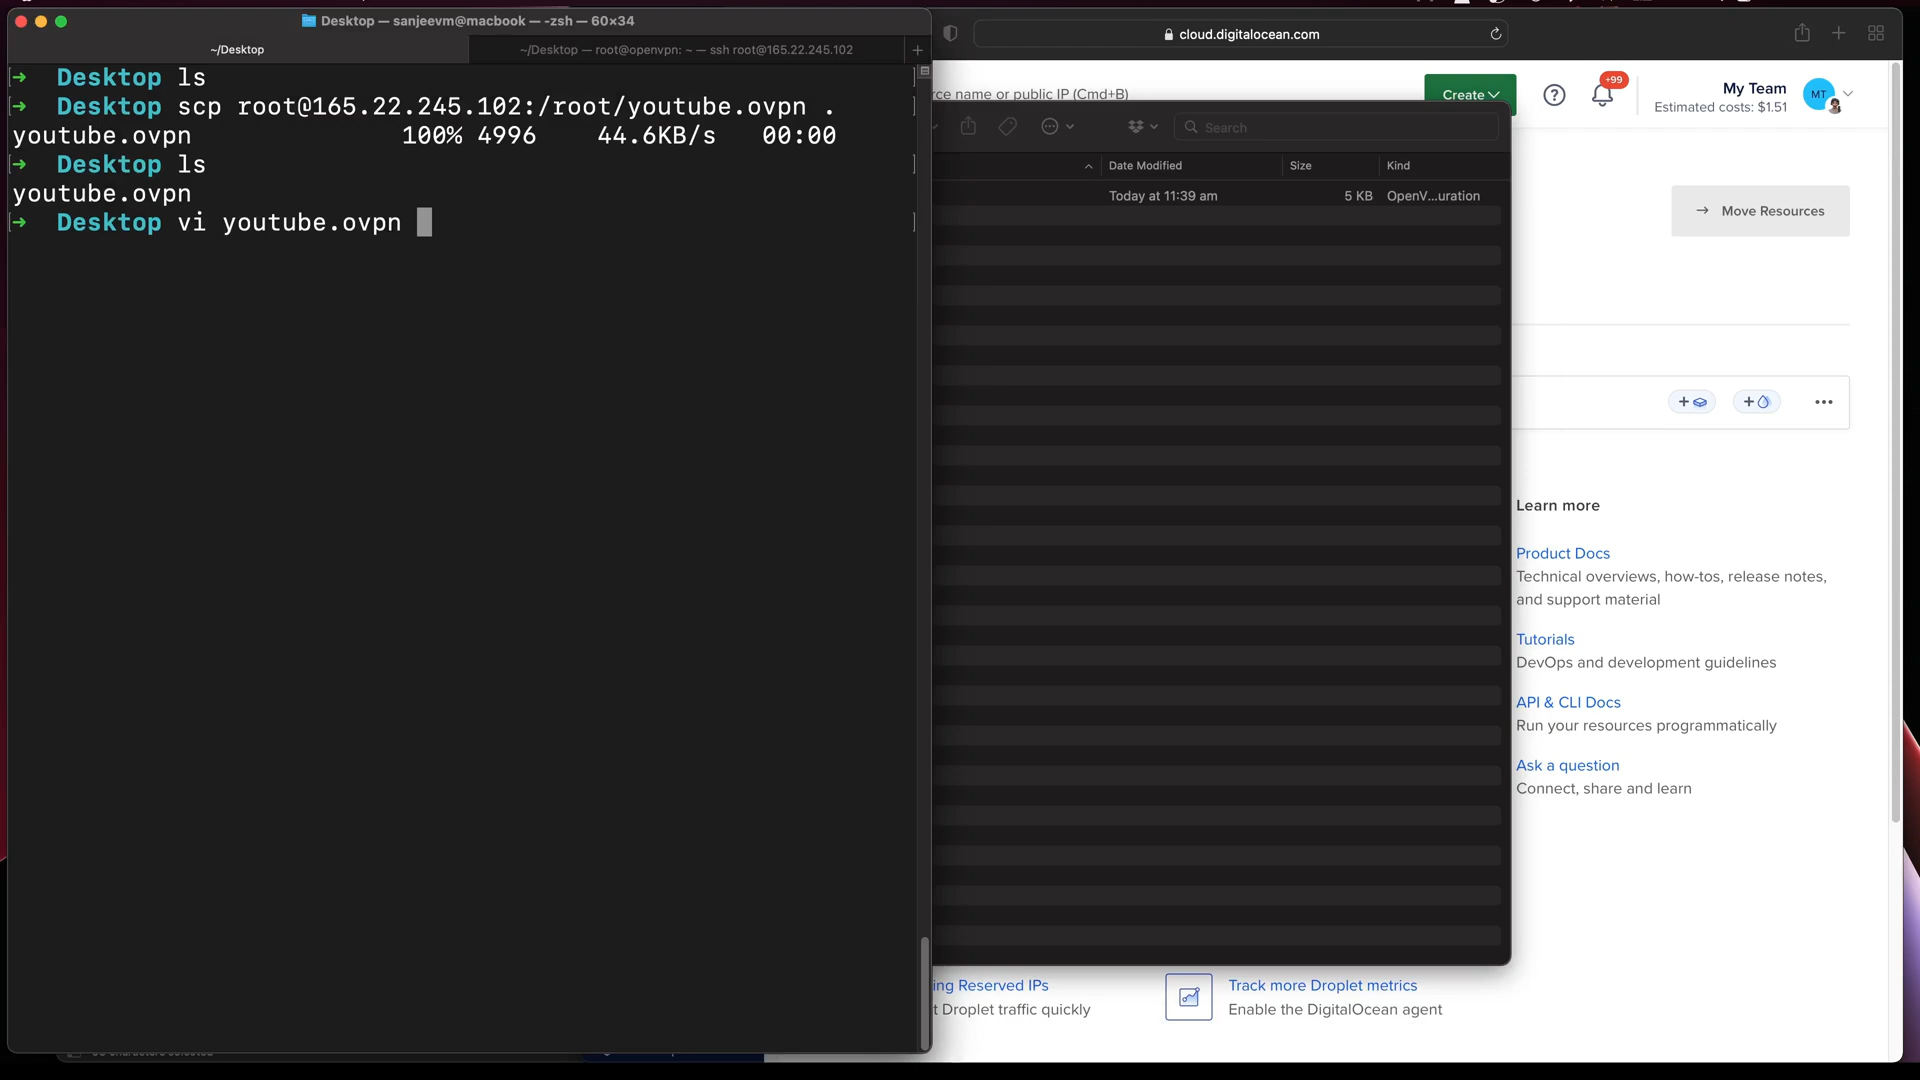 Desktop — sanjeevm@macbook — -zsh — 60×34
~/Desktop
~/Desktop — root@openvpn: ~ — ssh root@165.22.245.102
+
➜ Desktop ls
➜ Desktop scp root@165.22.245.102:/root/youtube.ovpn .
youtube.ovpn 100% 4996 44.6KB/s 00:00
➜ Desktop ls
youtube.ovpn
➜ Desktop vi youtube.ovpn
cloud.digitalocean.com
rce name or public IP (Cmd+B)
Create
+99
My Team
Estimated costs: $1.51
MT
Search
Date Modified Size Kind
Today at 11:39 am 5 KB OpenV...uration
→ Move Resources
Learn more
Product Docs
Technical overviews, how-tos, release notes,
and support material
Tutorials
DevOps and development guidelines
API & CLI Docs
Run your resources programmatically
Ask a question
Connect, share and learn
ing Reserved IPs
t Droplet traffic quickly
Track more Droplet metrics
Enable the DigitalOcean agent